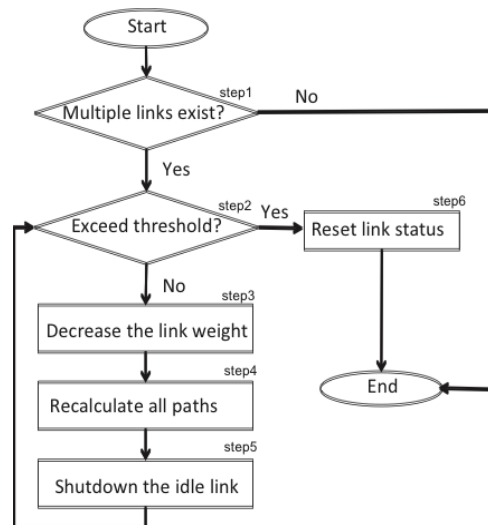 Start
step1
Multiple links exist?
No
Yes
step2
Exceed threshold?
Yes
step6
Reset link status
No
step3
Decrease the link weight
step4
Recalculate all paths
End
step5
Shutdown the idle link